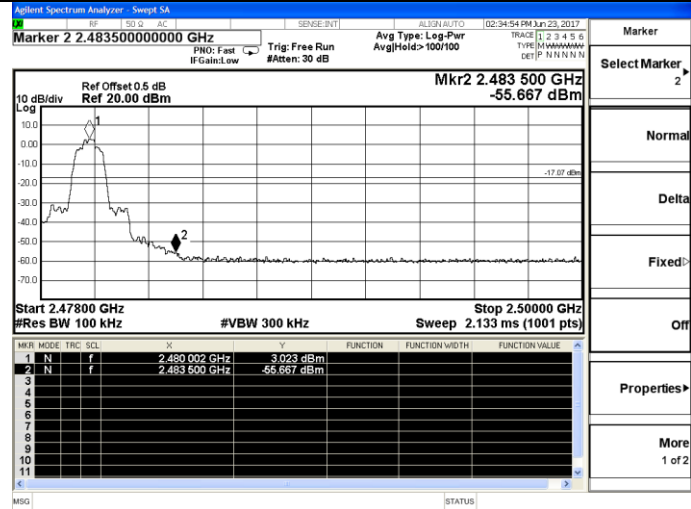 Agilent Spectrum Analyzer - Swept SA
LXI RF 50 Ω AC SENSE:INT ALIGN AUTO 02:34:54 PM Jun 23, 2017
Marker 2 2.483500000000 GHz
PNO: Fast
IFGain:Low
Trig: Free Run
#Atten: 30 dB
Avg Type: Log-Pwr
Avg|Hold:> 100/100
TRACE 1 2 3 4 5 6
TYPE M WWWWW
DET P N N N N N
Mkr2 2.483 500 GHz
-55.667 dBm
Ref Offset 0.5 dB
10 dB/div Ref 20.00 dBm
Log
10.0
0.00
-10.0
-20.0
-30.0
-40.0
-50.0
-60.0
-70.0
1
2
-17.07 dBm
Start 2.47800 GHz Stop 2.50000 GHz
#Res BW 100 kHz #VBW 300 kHz Sweep 2.133 ms (1001 pts)
MKR MODE TRC SCL X Y FUNCTION FUNCTION WIDTH FUNCTION VALUE
1 N f 2.480 002 GHz 3.023 dBm
2 N f 2.483 500 GHz -55.667 dBm
3
4
5
6
7
8
9
10
11
MSG STATUS
Marker
Select Marker
2
Normal
Delta
Fixed
Off
Properties
More
1 of 2